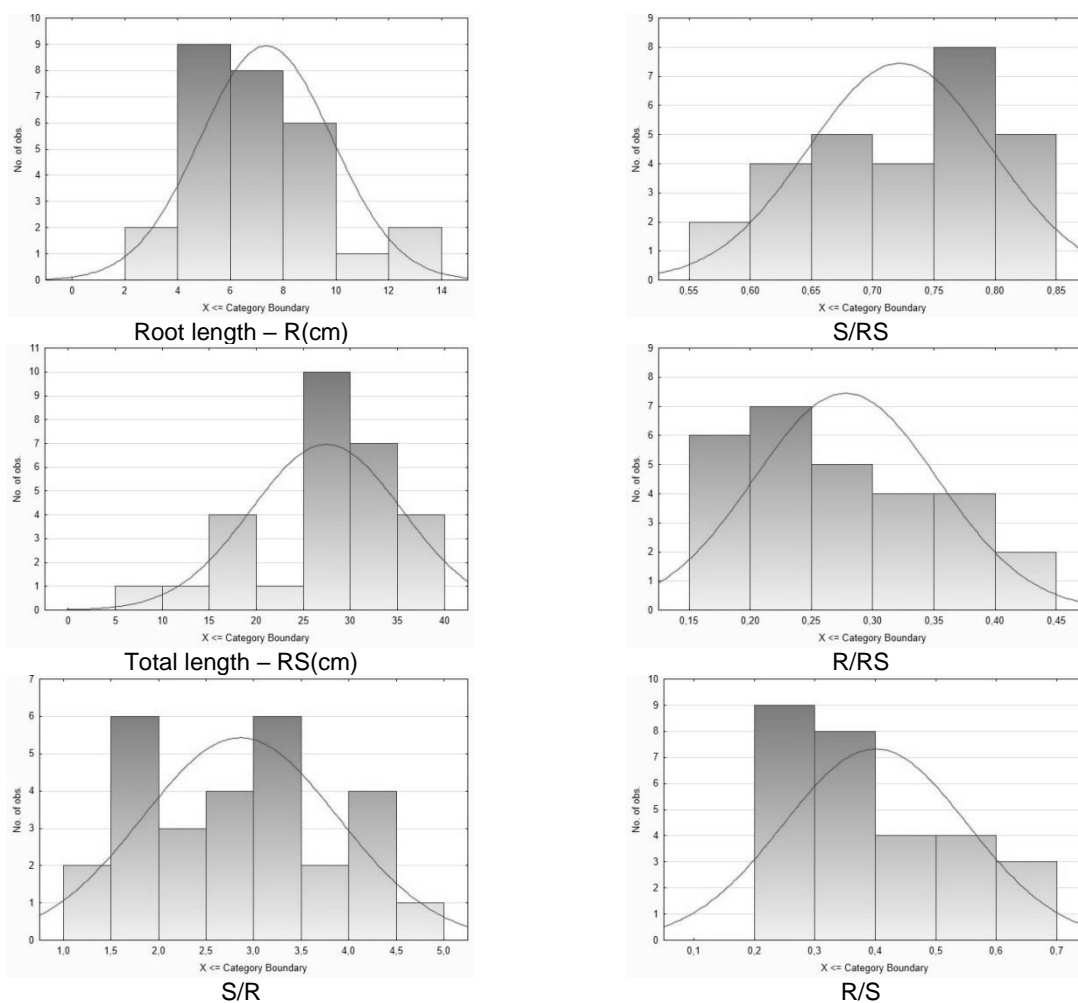 10
9
8
7
6
5
4
3
2
1
0
No. of obs.
0 2 4 6 8 10 12 14
X <= Category Boundary
Root length – R(cm)
9
8
7
6
5
4
3
2
1
0
No. of obs.
0,55 0,60 0,65 0,70 0,75 0,80 0,85
X <= Category Boundary
S/RS
11
10
9
8
7
6
5
4
3
2
1
0
No. of obs.
0 5 10 15 20 25 30 35 40
X <= Category Boundary
Total length – RS(cm)
9
8
7
6
5
4
3
2
1
0
No. of obs.
0,15 0,20 0,25 0,30 0,35 0,40 0,45
X <= Category Boundary
R/RS
7
6
5
4
3
2
1
0
No. of obs.
1,0 1,5 2,0 2,5 3,0 3,5 4,0 4,5 5,0
X <= Category Boundary
S/R
10
9
8
7
6
5
4
3
2
1
0
No. of obs.
0,1 0,2 0,3 0,4 0,5 0,6 0,7
X <= Category Boundary
R/S